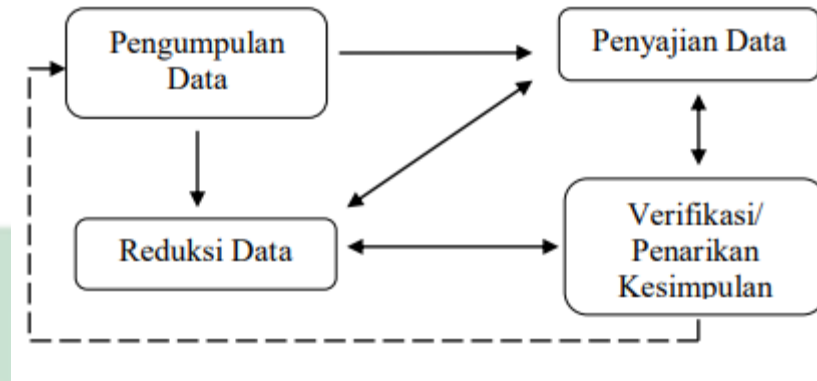 Pengumpulan
Data
Penyajian Data
Reduksi Data
Verifikasi/
Penarikan
Kesimpulan